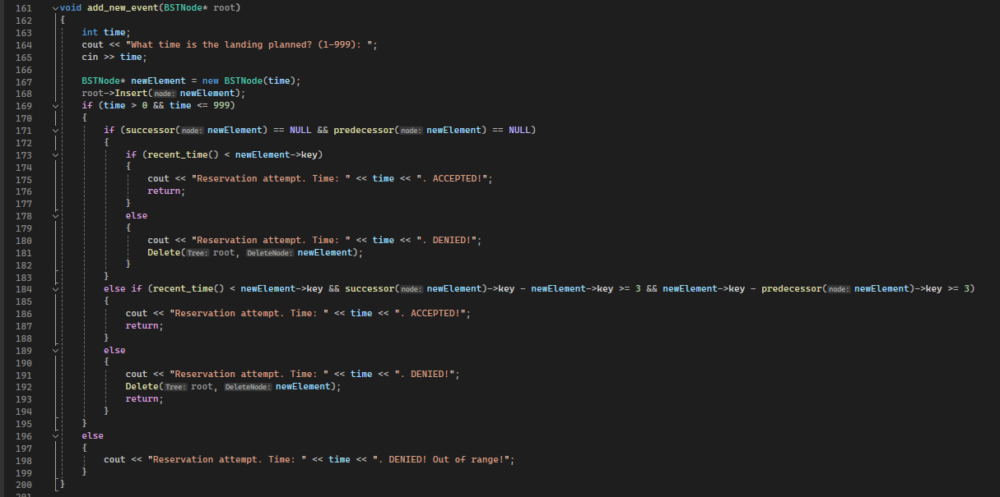 161 void add_new_event(BSTNode* root)
162 {
163 int time;
164 cout << "What time is the landing planned? (1-999): ";
165 cin >> time;
166
167 BSTNode* newElement = new BSTNode(time);
168 root->Insert(node: newElement);
169 if (time > 0 && time <= 999)
170 {
171 if (successor(node: newElement) == NULL && predecessor(node: newElement) == NULL)
172 {
173 if (recent_time() < newElement->key)
174 {
175 cout << "Reservation attempt. Time: " << time << ". ACCEPTED!";
176 return;
177 }
178 else
179 {
180 cout << "Reservation attempt. Time: " << time << ". DENIED!";
181 Delete(Tree: root, DeleteNode: newElement);
182 }
183 }
184 else if (recent_time() < newElement->key && successor(node: newElement)->key - newElement->key >= 3 && newElement->key - predecessor(node: newElement)->key >= 3)
185 {
186 cout << "Reservation attempt. Time: " << time << ". ACCEPTED!";
187 return;
188 }
189 else
190 {
191 cout << "Reservation attempt. Time: " << time << ". DENIED!";
192 Delete(Tree: root, DeleteNode: newElement);
193 return;
194 }
195 }
196 else
197 {
198 cout << "Reservation attempt. Time: " << time << ". DENIED! Out of range!";
199 }
200 }
201